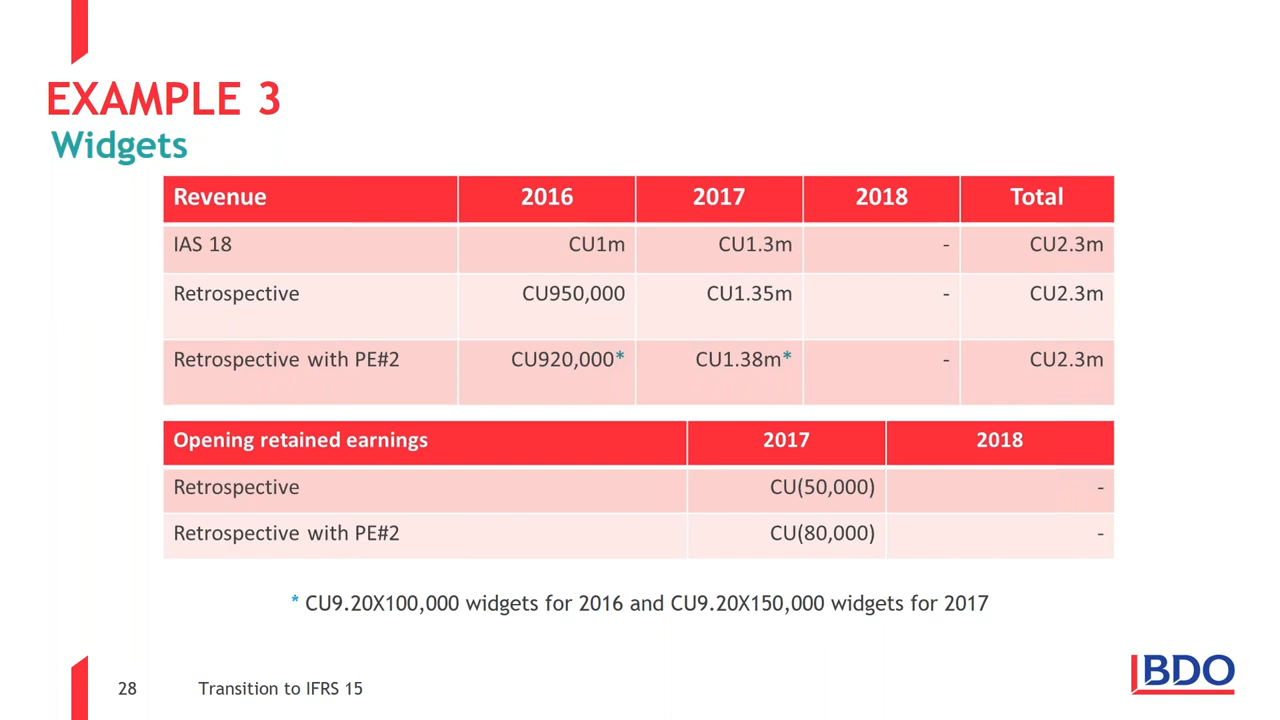 EXAMPLE 3
Widgets
Revenue 2016 2017 2018 Total
IAS 18 CU1m CU1.3m - CU2.3m
Retrospective CU950,000 CU1.35m - CU2.3m
Retrospective with PE#2 CU920,000* CU1.38m* - CU2.3m
Opening retained earnings 2017 2018
Retrospective CU(50,000) -
Retrospective with PE#2 CU(80,000) -
* CU9.20X100,000 widgets for 2016 and CU9.20X150,000 widgets for 2017
28 Transition to IFRS 15
BDO